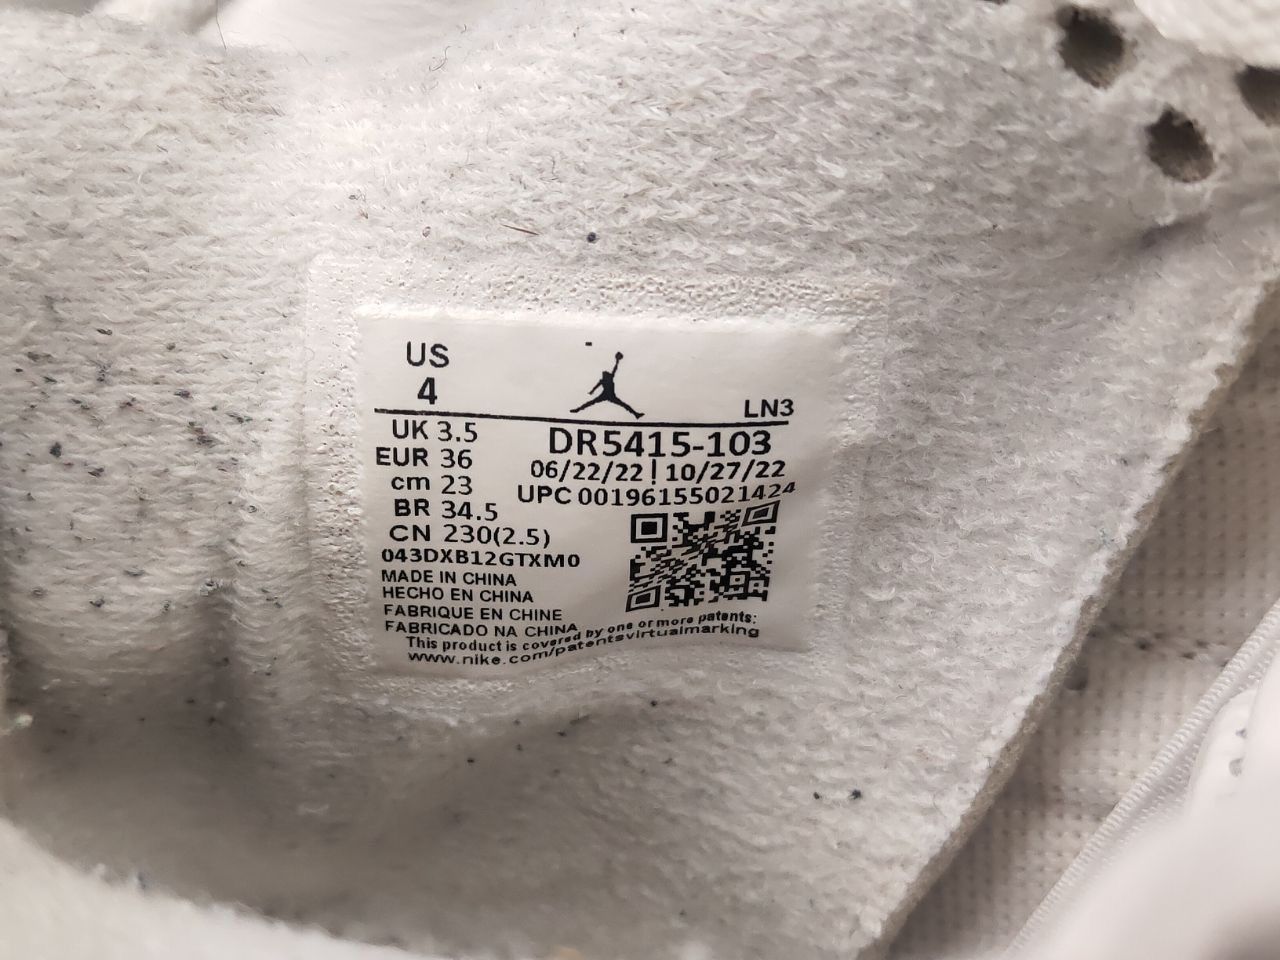 US
4
LN3
UK 3.5
EUR 36
cm 23
BR 34.5
CN 230(2.5)
DR5415-103
06/22/22 | 10/27/22
UPC 00196155021424
043DXB12GTXM0
MADE IN CHINA
HECHO EN CHINA
FABRIQUE EN CHINE
FABRICADO NA CHINA
This product is covered by one or more patents:
www.nike.com/patentsvirtualmarking